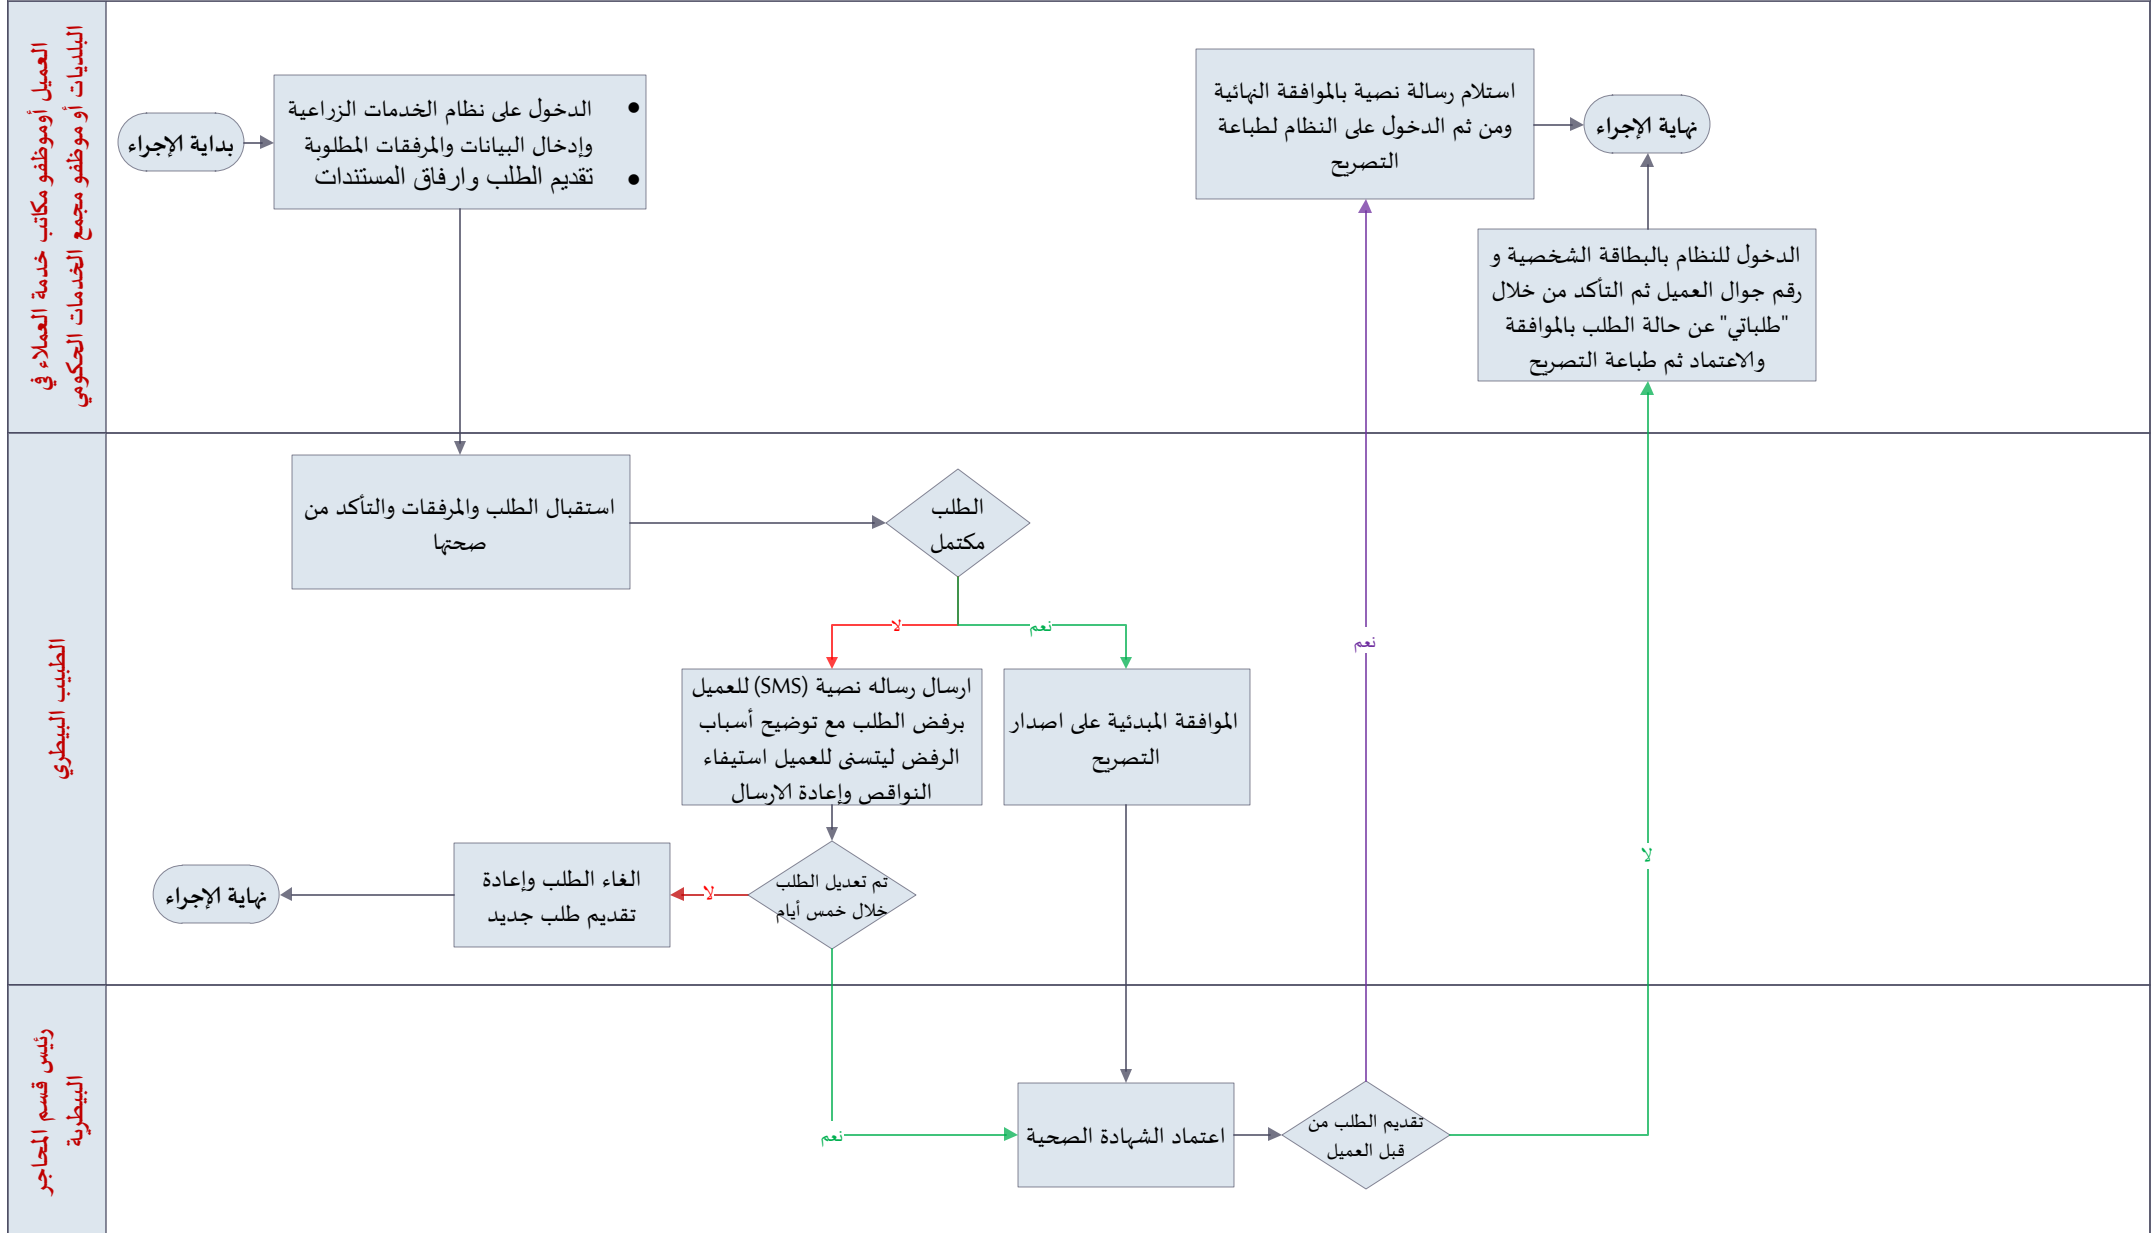 العميل أوموظفو مكاتب خدمة العملاء في
البلديات أو موظفو مجمع الخدمات الحكومي
بداية الإجراء
• الدخول على نظام الخدمات الزراعية
وإدخال البيانات والمرفقات المطلوبة
• تقديم الطلب وارفاق المستندات
استلام رسالة نصية بالموافقة النهائية
ومن ثم الدخول على النظام لطباعة
التصريح
نهاية الإجراء
الدخول للنظام بالبطاقة الشخصية و
رقم جوال العميل ثم التأكد من خلال
"طلباتي" عن حالة الطلب بالموافقة
والاعتماد ثم طباعة التصريح
الطبيب البيطري
استقبال الطلب والمرفقات والتأكد من
صحتها
الطلب
مكتمل
لا
نعم
نعم
ارسال رساله نصية (SMS) للعميل
برفض الطلب مع توضيح أسباب
الرفض ليتسنى للعميل استيفاء
النواقص وإعادة الارسال
الموافقة المبدئية على اصدار
التصريح
لا
تم تعديل الطلب
خلال خمس أيام
لا
الغاء الطلب وإعادة
تقديم طلب جديد
نهاية الإجراء
رئيس قسم المحاجر
البيطرية
نعم
اعتماد الشهادة الصحية
تقديم الطلب من
قبل العميل